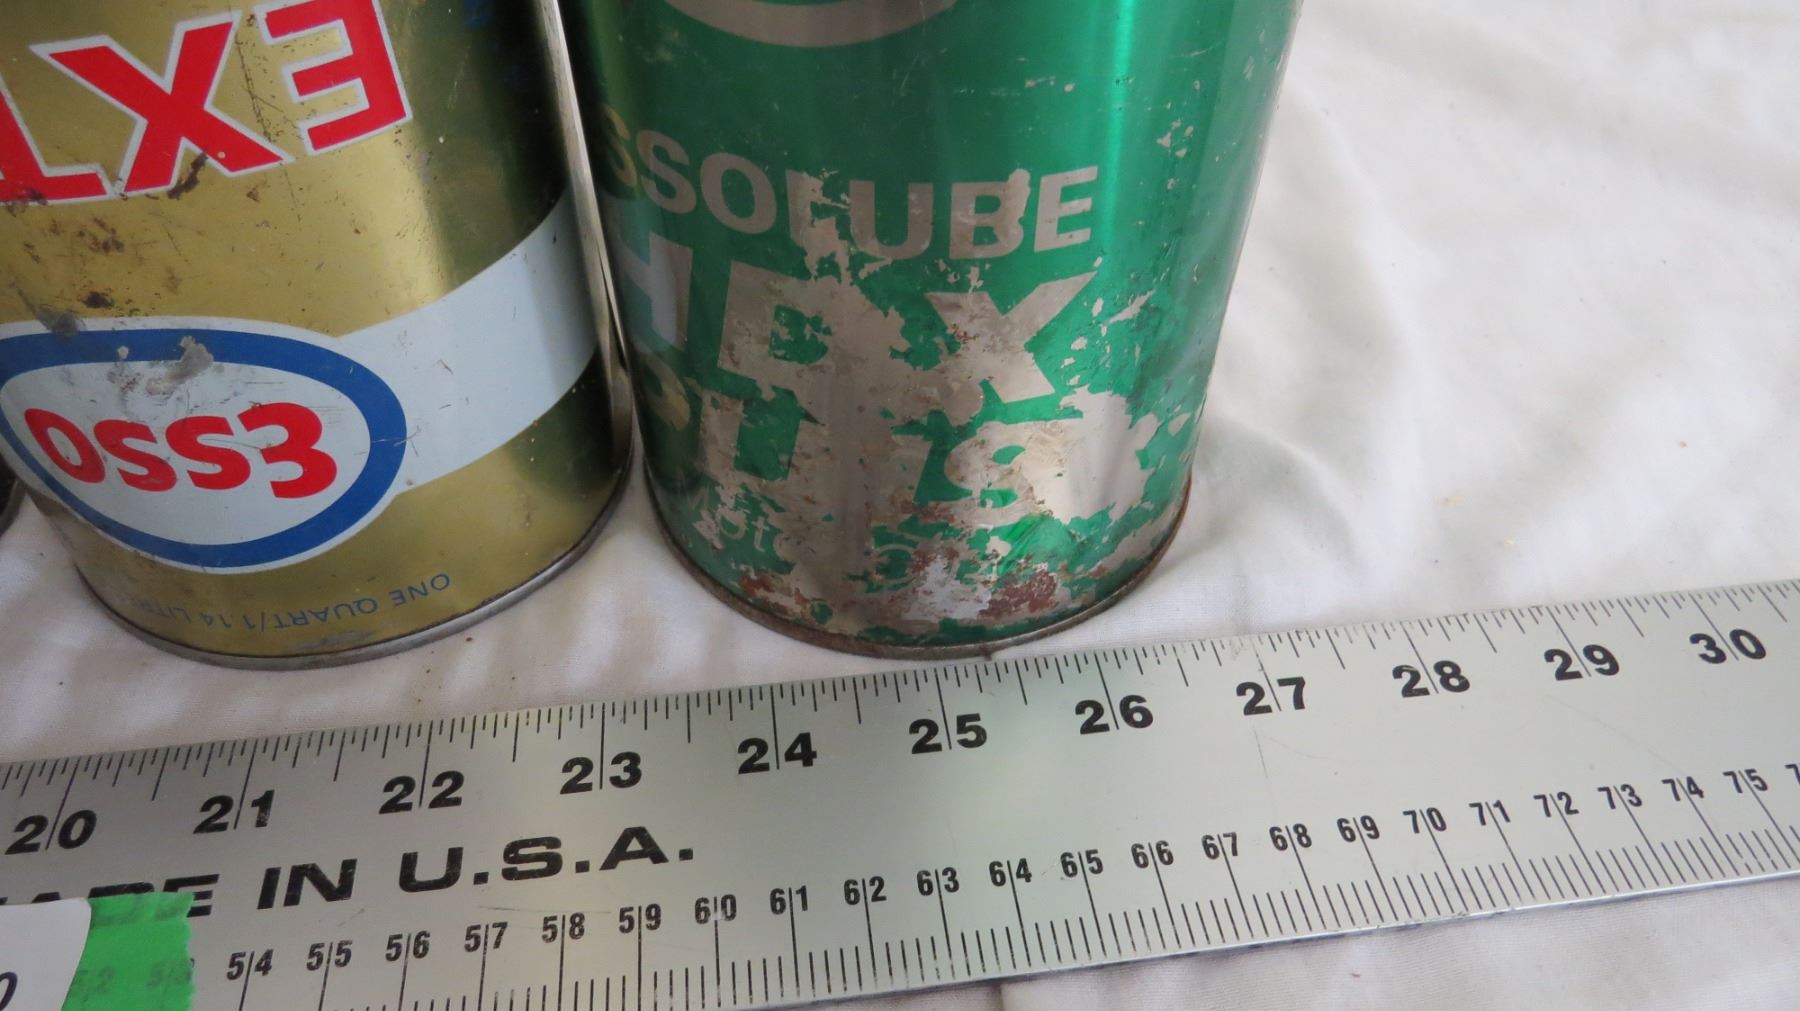 EXT
Esso
ONE QUART/1.14 LITRE
SSOLUBE
HDX
20 21 22 23 24 25 26 27 28 29 30
MADE IN U.S.A.
52 53 54 55 56 57 58 59 60 61 62 63 64 65 66 67 68 69 70 71 72 73 74 75